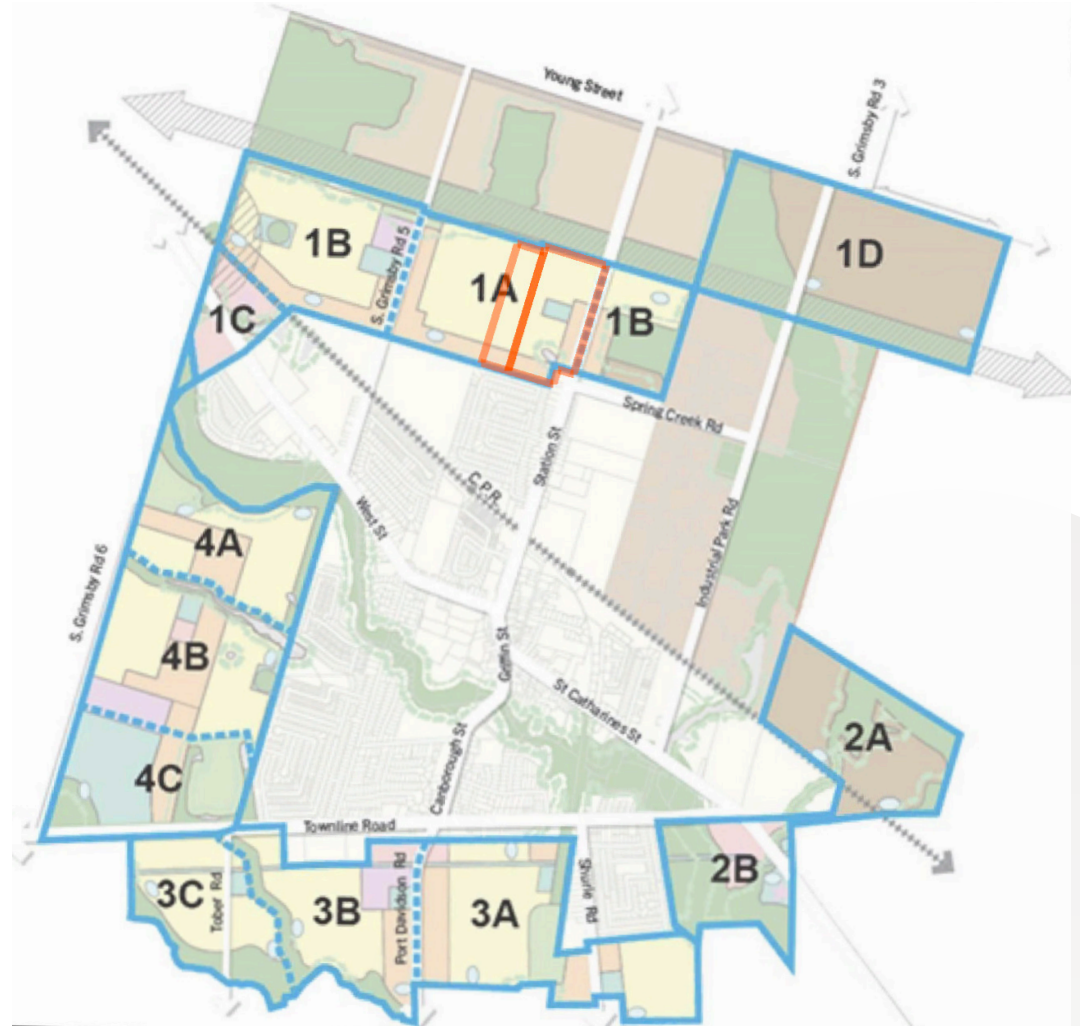 Young Street
S. Grimsby Rd 3
1B
S. Grimsby Rd 5
1A
1D
1C
1B
Spring Creek Rd
Station St
C.P.R.
West St
Industrial Park Rd
4A
S. Grimsby Rd 6
4B
Griffin St
St Catharines St
2A
4C
Canborough St
Townline Road
3C
Tober Rd
3B
Port Davidson Rd
3A
Shurie Rd
2B